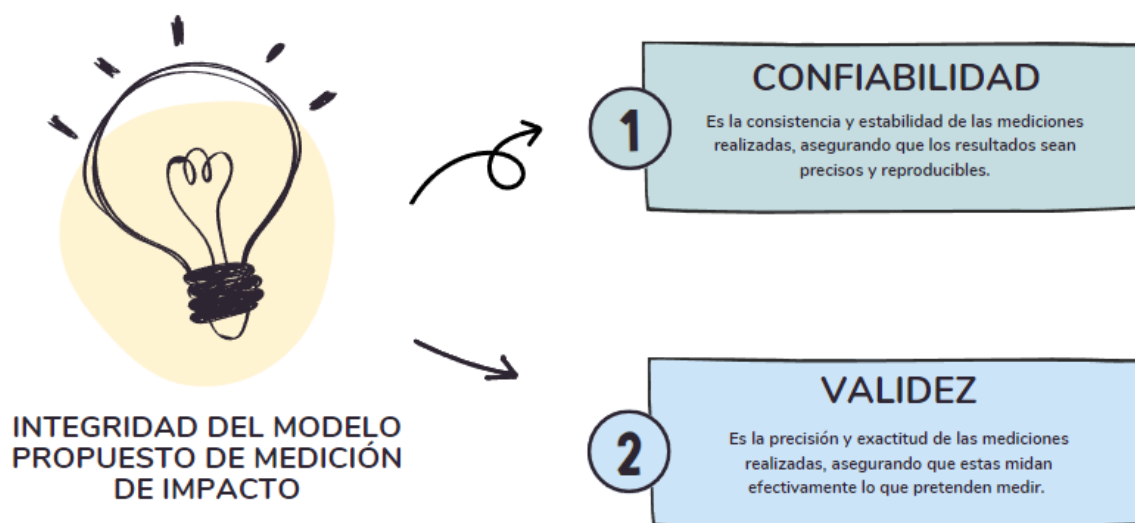 INTEGRIDAD DEL MODELO
PROPUESTO DE MEDICIÓN
DE IMPACTO
1
CONFIABILIDAD
Es la consistencia y estabilidad de las mediciones
realizadas, asegurando que los resultados sean
precisos y reproducibles.
2
VALIDEZ
Es la precisión y exactitud de las mediciones
realizadas, asegurando que estas midan
efectivamente lo que pretenden medir.